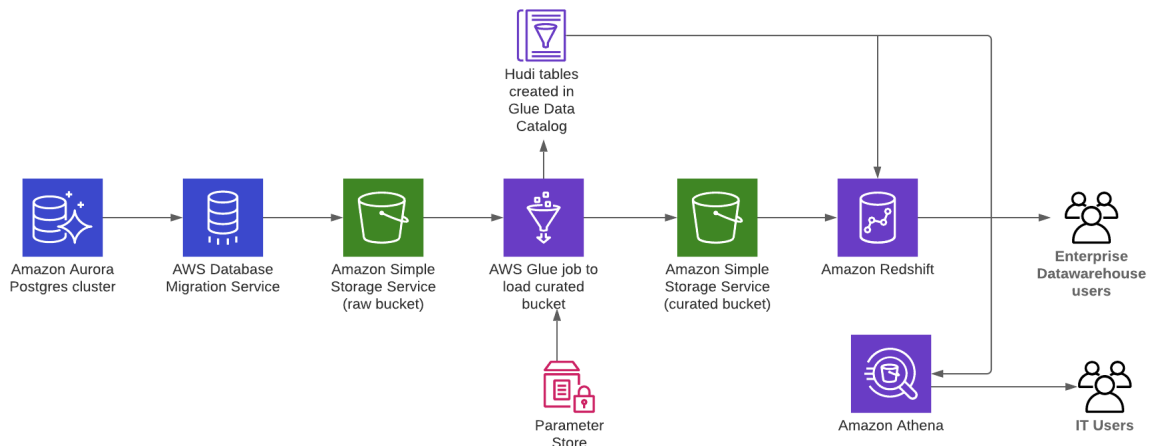 Hudi tables
created in
Glue Data
Catalog
Amazon Aurora
Postgres cluster
AWS Database
Migration Service
Amazon Simple
Storage Service
(raw bucket)
AWS Glue job to
load curated
bucket
Amazon Simple
Storage Service
(curated bucket)
Amazon Redshift
Enterprise
Datawarehouse
users
Parameter
Store
Amazon Athena
IT Users